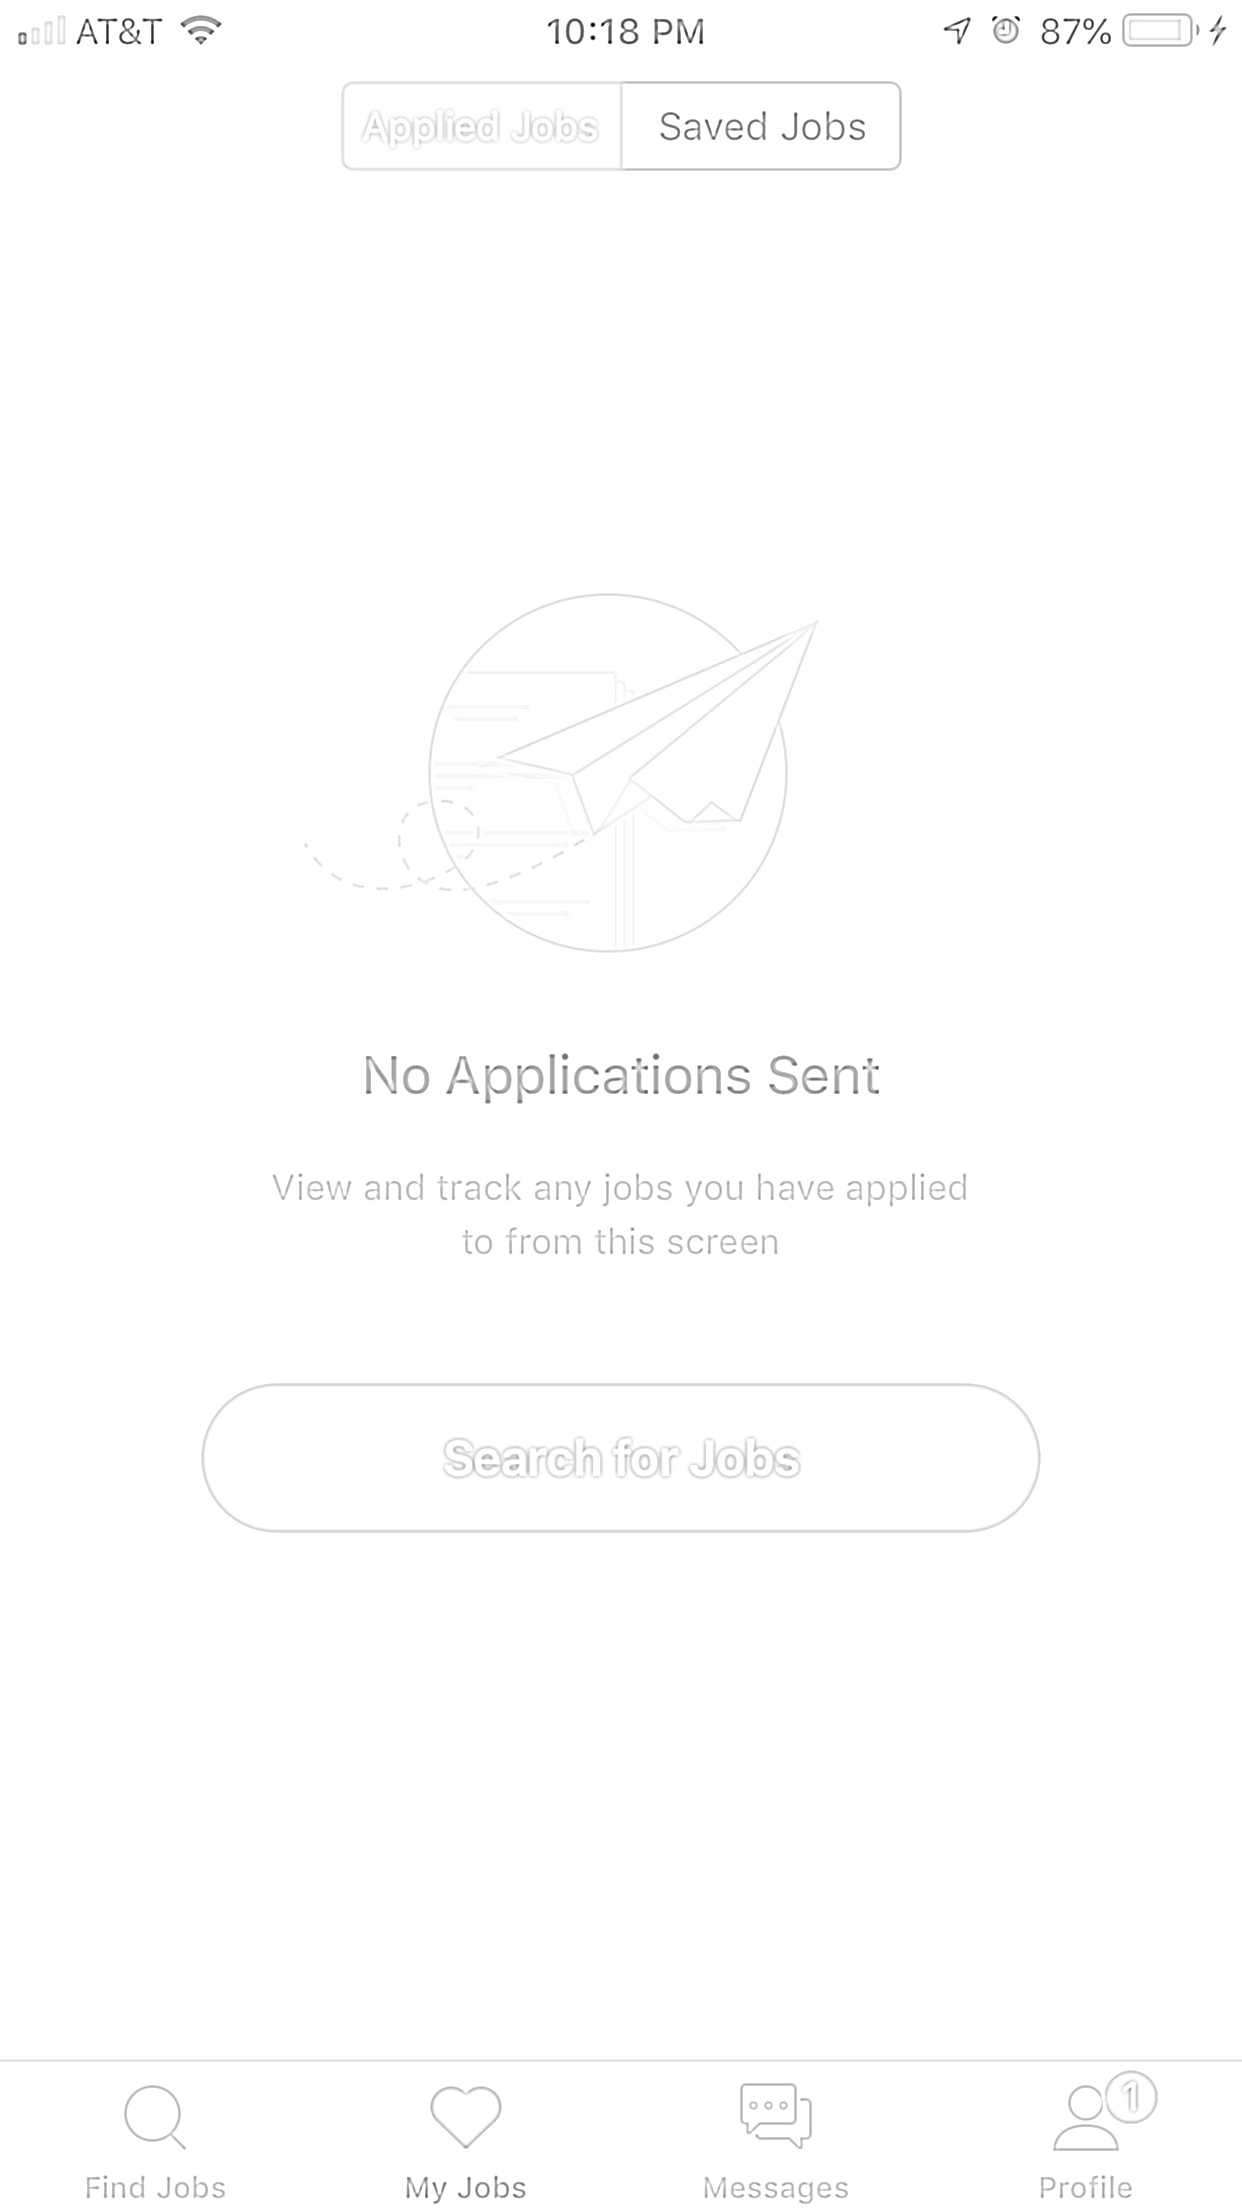 AT&T 10:18 PM 87%
Applied Jobs Saved Jobs
No Applications Sent
View and track any jobs you have applied
to from this screen
Search for Jobs
1
Find Jobs My Jobs Messages Profile